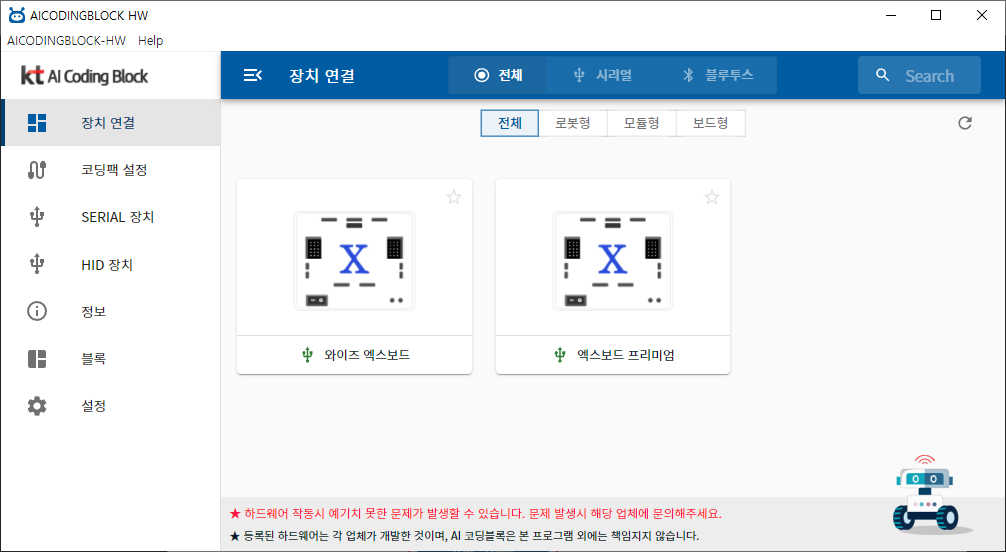 AICODINGBLOCK HW
AICODINGBLOCK-HW Help
kt AI Coding Block
장치 연결 전체 시리얼 블루투스 Search
장치 연결
코딩팩 설정
SERIAL 장치
HID 장치
정보
블록
설정
전체 로봇형 모듈형 보드형
X X
와이즈 엑스보드 엑스보드 프리미엄
★ 하드웨어 작동시 예기치 못한 문제가 발생할 수 있습니다. 문제 발생시 해당 업체에 문의해주세요.
★ 등록된 하드웨어는 각 업체가 개발한 것이며, AI 코딩블록은 본 프로그램 외에는 책임지지 않습니다.